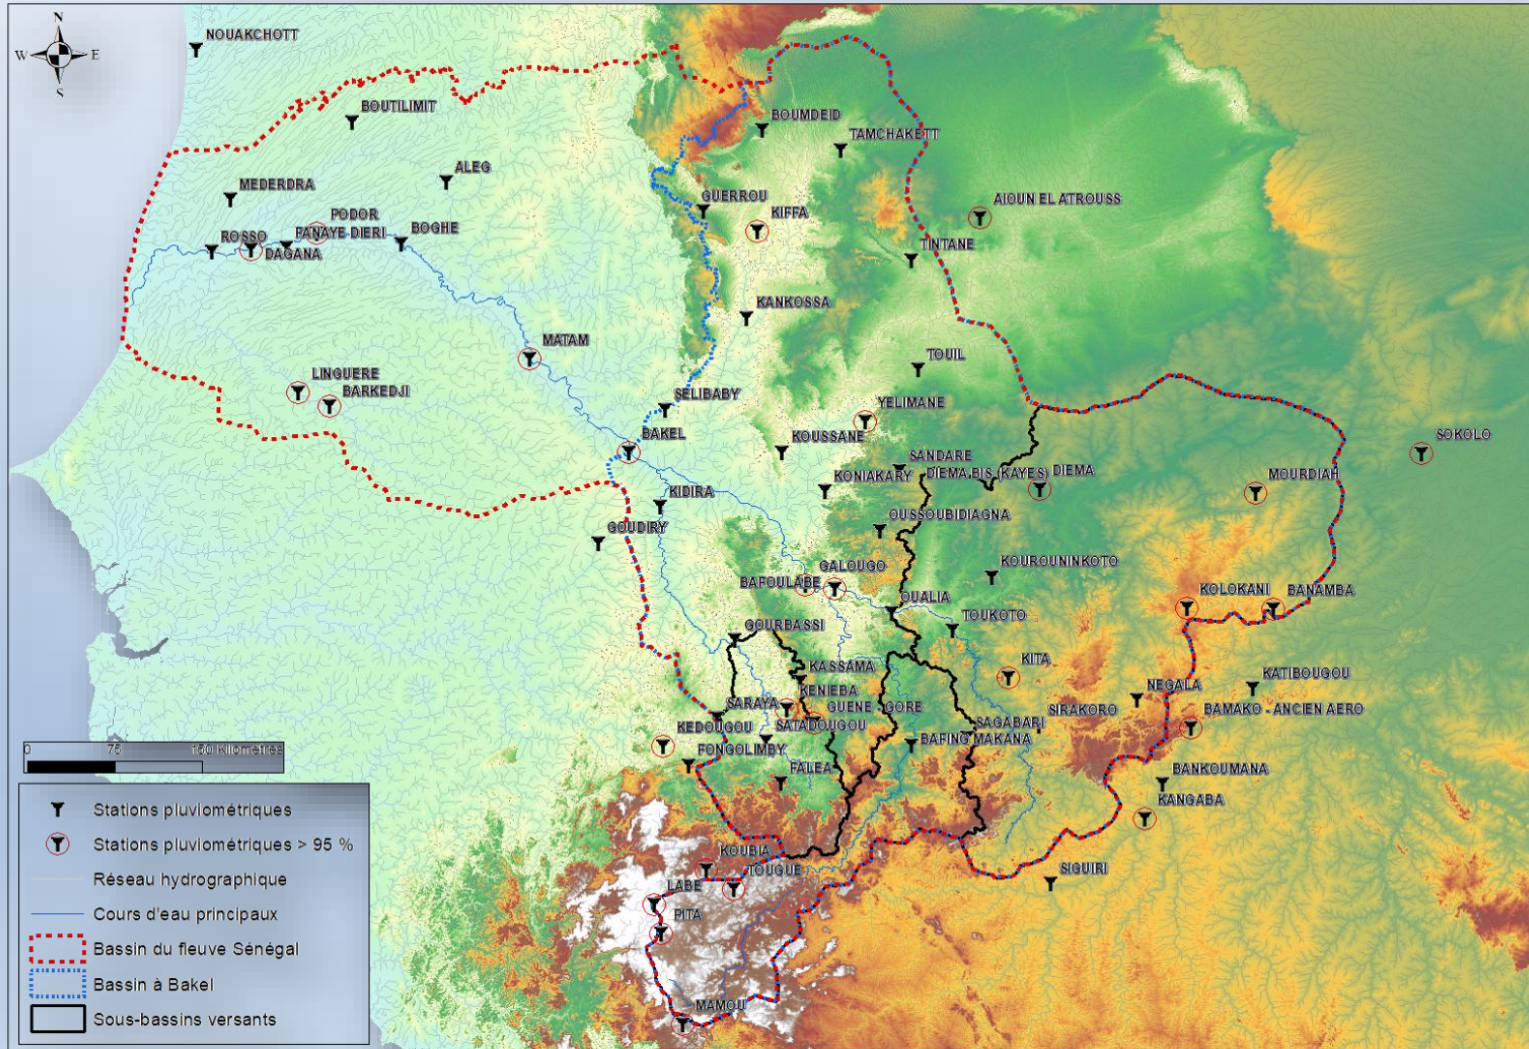 N
W
E
S
NOUAKCHOTT
BOUTILIMIT
BOUMDEID
TAMCHAKETT
ALEG
MEDERDRA
GUERROU
KIFFA
AIOUN EL ATROUSS
PODOR
PANAYE DIERI
BOGHE
ROSSO
DAGANA
TINTANE
KANKOSSA
MATAM
TOUIL
LINGUERE
BARKEDJI
SELIBABY
YELIMANE
BAKEL
KOUSSANE
SOKOLO
SANDARE
DIEMA BIS (KAYES)
DIEMA
MOURDIAH
KONIAKARY
KIDIRA
GOUDIRY
OUSSOUBIDIAGNA
GALOUGO
BAFOULABE
KOUROUNINKOTO
OUALIA
TOUKOTO
KOLOKANI
BANAMBA
GOURBASSI
KASSAMA
KITA
KENIEBA
KATIBOUGOU
NEGALA
SARAYA
GUENE - GORE
SIRAKORO
BAMAKO - ANCIEN AERO
KEDOUGOU
SATADOUGOU
SAGABARI
FONGOLIMBY
BAFING MAKANA
FALEA
BANKOUMANA
KANGABA
KOUBIA
TOUGUE
SIGUIRI
LABE
PITA
MAMOU
0
75
150 Kilomètres
Stations pluviométriques
Stations pluviométriques > 95 %
Réseau hydrographique
Cours d'eau principaux
Bassin du fleuve Sénégal
Bassin à Bakel
Sous-bassins versants